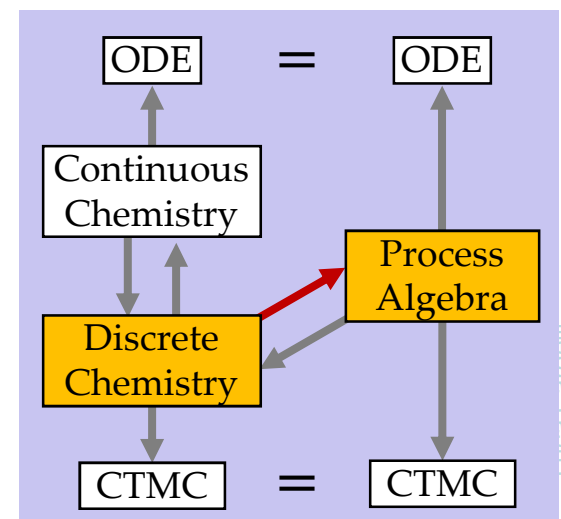 ODE = ODE
Continuous
Chemistry
Process
Algebra
Discrete
Chemistry
CTMC = CTMC